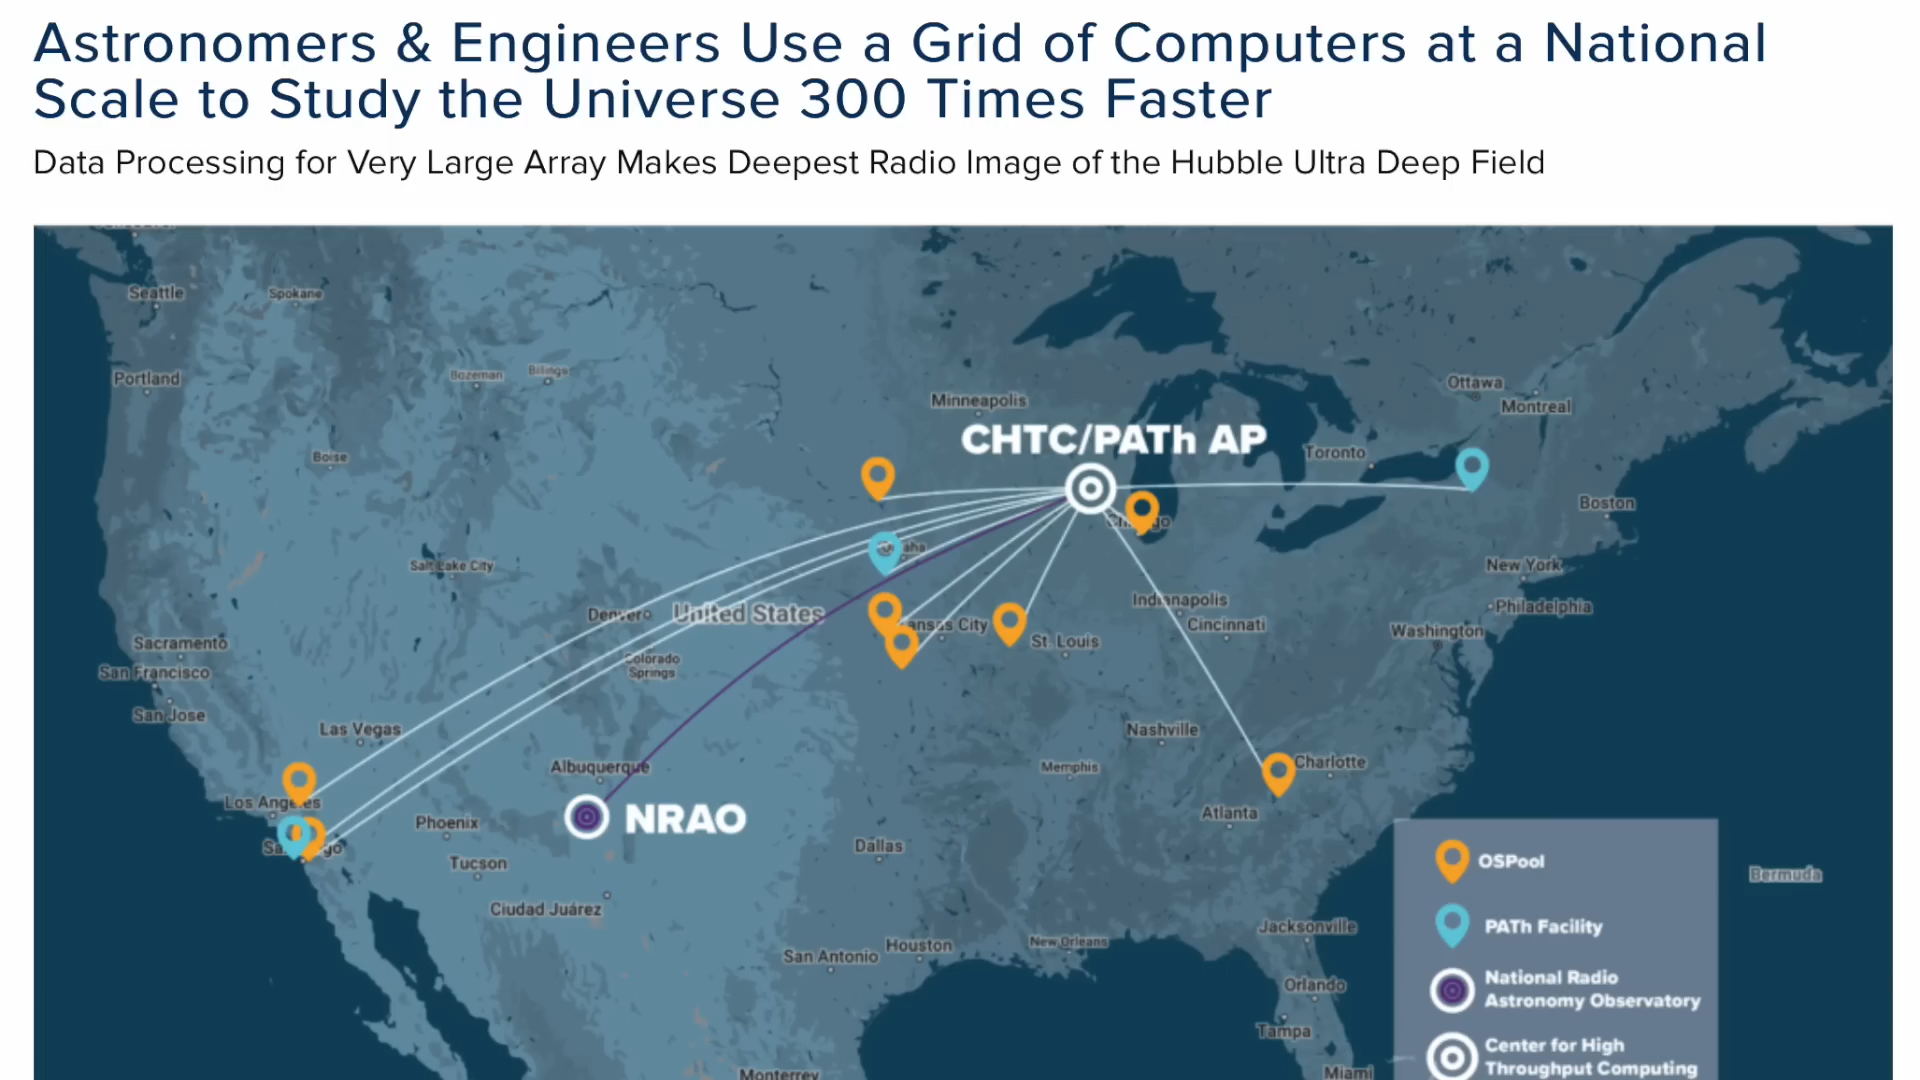 Astronomers & Engineers Use a Grid of Computers at a National
Scale to Study the Universe 300 Times Faster
Data Processing for Very Large Array Makes Deepest Radio Image of the Hubble Ultra Deep Field
Seattle
Spokane
Portland
Bozeman
Billings
Ottawa
Montreal
Minneapolis
CHTC/PATh AP
Toronto
Boise
Boston
Salt Lake City
New York
Denver
United States
Indianapolis
Philadelphia
Cincinnati
Washington
Sacramento
San Francisco
Colorado
Springs
City
St. Louis
San Jose
Las Vegas
Nashville
Albuquerque
Memphis
Charlotte
Los Angeles
Phoenix
NRAO
Atlanta
Tucson
Dallas
Ciudad Juárez
San Antonio
Houston
New Orleans
Jacksonville
Orlando
Tampa
Miami
Monterrey
Bermuda
OSPool
PATh Facility
National Radio
Astronomy Observatory
Center for High
Throughput Computing